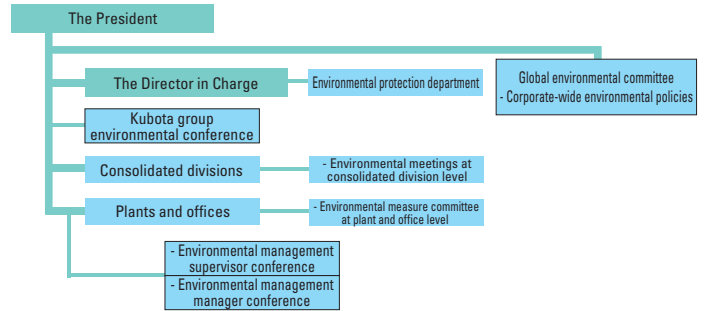 The President
Global environmental committee
- Corporate-wide environmental policies
The Director in Charge
Environmental protection department
Kubota group
environmental conference
Consolidated divisions
- Environmental meetings at
consolidated division level
Plants and offices
- Environmental measure committee
at plant and office level
- Environmental management
supervisor conference
- Environmental management
manager conference